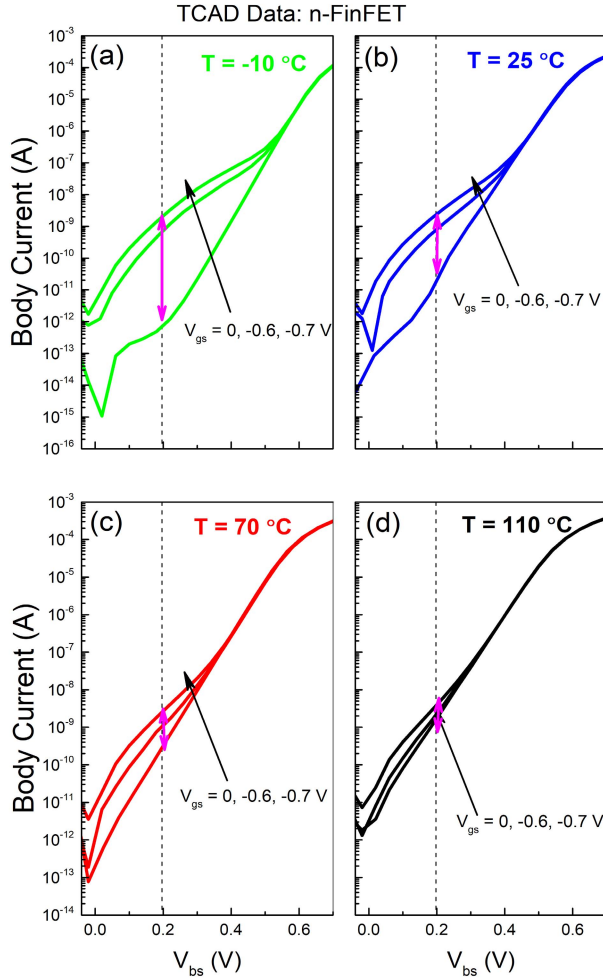 TCAD Data: n-FinFET
(a)
T = -10 °C
10⁻³
10⁻⁴
10⁻⁵
10⁻⁶
10⁻⁷
10⁻⁸
10⁻⁹
10⁻¹⁰
10⁻¹¹
10⁻¹²
10⁻¹³
10⁻¹⁴
10⁻¹⁵
10⁻¹⁶
Body Current (A)
V_gs = 0, -0.6, -0.7 V
(b)
T = 25 °C
V_gs = 0, -0.6, -0.7 V
(c)
T = 70 °C
10⁻³
10⁻⁴
10⁻⁵
10⁻⁶
10⁻⁷
10⁻⁸
10⁻⁹
10⁻¹⁰
10⁻¹¹
10⁻¹²
10⁻¹³
10⁻¹⁴
Body Current (A)
V_gs = 0, -0.6, -0.7 V
0.0 0.2 0.4 0.6
V_bs (V)
(d)
T = 110 °C
V_gs = 0, -0.6, -0.7 V
0.0 0.2 0.4 0.6
V_bs (V)